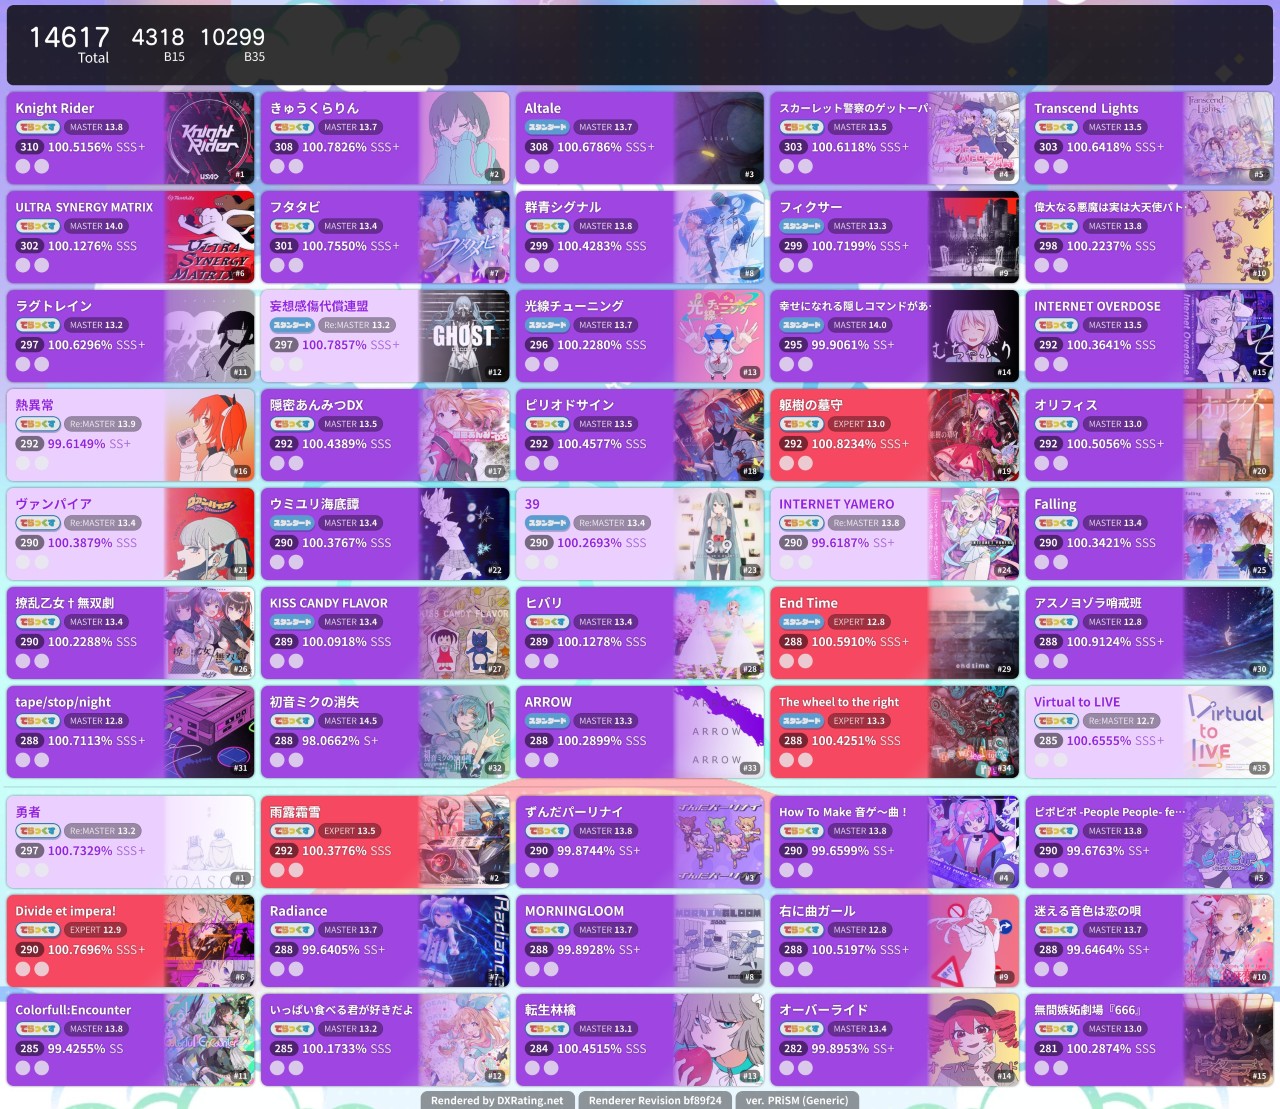 14617 4318 10299
Total B15 B35
Knight Rider
でらっくす MASTER 13.8
310 100.5156% SSS+
#1
きゅうくらりん
でらっくす MASTER 13.7
308 100.7826% SSS+
#2
Altale
スタンダード MASTER 13.7
308 100.6786% SSS+
#3
スカーレット警察のゲットーパ·
でらっくす MASTER 13.5
303 100.6118% SSS+
#4
Transcend Lights
でらっくす MASTER 13.5
303 100.6418% SSS+
#5
ULTRA SYNERGY MATRIX
でらっくす MASTER 14.0
302 100.1276% SSS
#6
フタタビ
でらっくす MASTER 13.4
301 100.7550% SSS+
#7
群青シグナル
でらっくす MASTER 13.8
299 100.4283% SSS
#8
フィクサー
スタンダード MASTER 13.3
299 100.7199% SSS+
#9
偉大なる悪魔は実は大天使パト·
でらっくす MASTER 13.8
298 100.2237% SSS
#10
ラグトレイン
でらっくす MASTER 13.2
297 100.6296% SSS+
#11
妄想感傷代償連盟
スタンダード Re:MASTER 13.2
297 100.7857% SSS+
GHOST
#12
光線チューニング
スタンダード MASTER 13.7
296 100.2280% SSS
#13
幸せになれる隠しコマンドがあ·
スタンダード MASTER 14.0
295 99.9061% SS+
#14
INTERNET OVERDOSE
でらっくす MASTER 13.5
292 100.3641% SSS
#15
熱異常
でらっくす Re:MASTER 13.9
292 99.6149% SS+
#16
隠密あんみつDX
でらっくす MASTER 13.5
292 100.4389% SSS
#17
ピリオドサイン
でらっくす MASTER 13.5
292 100.4577% SSS
#18
躯樹の墓守
でらっくす EXPERT 13.0
292 100.8234% SSS+
#19
オリフィス
でらっくす MASTER 13.0
292 100.5056% SSS+
#20
ヴァンパイア
でらっくす Re:MASTER 13.4
290 100.3879% SSS
#21
ウミユリ海底譚
スタンダード MASTER 13.4
290 100.3767% SSS
#22
39
スタンダード Re:MASTER 13.4
290 100.2693% SSS
#23
INTERNET YAMERO
でらっくす Re:MASTER 13.8
290 99.6187% SS+
#24
Falling
でらっくす MASTER 13.4
290 100.3421% SSS
#25
撩乱乙女†無双劇
でらっくす MASTER 13.4
290 100.2288% SSS
#26
KISS CANDY FLAVOR
スタンダード MASTER 13.4
289 100.0918% SSS
#27
ヒバリ
でらっくす MASTER 13.4
289 100.1278% SSS
#28
End Time
スタンダード EXPERT 12.8
288 100.5910% SSS+
endtime
#29
アスノヨゾラ哨戒班
スタンダード MASTER 12.8
288 100.9124% SSS+
#30
tape/stop/night
でらっくす MASTER 12.8
288 100.7113% SSS+
#31
初音ミクの消失
でらっくす MASTER 14.5
288 98.0662% S+
#32
ARROW
スタンダード MASTER 13.3
288 100.2899% SSS
ARROW
ARROW
#33
The wheel to the right
スタンダード EXPERT 13.3
288 100.4251% SSS
#34
Virtual to LIVE
でらっくす Re:MASTER 12.7
285 100.6555% SSS+
Virtual to LIVE
#35
勇者
でらっくす Re:MASTER 13.2
297 100.7329% SSS+
YOASOBI
#1
雨露霜雪
でらっくす EXPERT 13.5
292 100.3776% SSS
#2
ずんだパーリナイ
でらっくす MASTER 13.8
290 99.8744% SS+
#3
How To Make 音ゲ～曲！
でらっくす MASTER 13.8
290 99.6599% SS+
#4
ピポピポ -People People- fe···
でらっくす MASTER 13.8
290 99.6763% SS+
#5
Divide et impera!
でらっくす EXPERT 12.9
290 100.7696% SSS+
#6
Radiance
でらっくす MASTER 13.7
288 99.6405% SS+
Radiance
#7
MORNINGLOOM
でらっくす MASTER 13.7
288 99.8928% SS+
MORNINGLOOM
#8
右に曲ガール
でらっくす MASTER 12.8
288 100.5197% SSS+
#9
迷える音色は恋の唄
でらっくす MASTER 13.7
288 99.6464% SS+
#10
Colorfull:Encounter
でらっくす MASTER 13.8
285 99.4255% SS
#11
いっぱい食べる君が好きだよ
でらっくす MASTER 13.2
285 100.1733% SSS
#12
転生林檎
でらっくす MASTER 13.1
284 100.4515% SSS
#13
オーバーライド
でらっくす MASTER 13.4
282 99.8953% SS+
#14
無間嫉妬劇場『666』
でらっくす MASTER 13.0
281 100.2874% SSS
#15
Rendered by DXRating.net Renderer Revision bf89f24 ver. PRiSM (Generic)